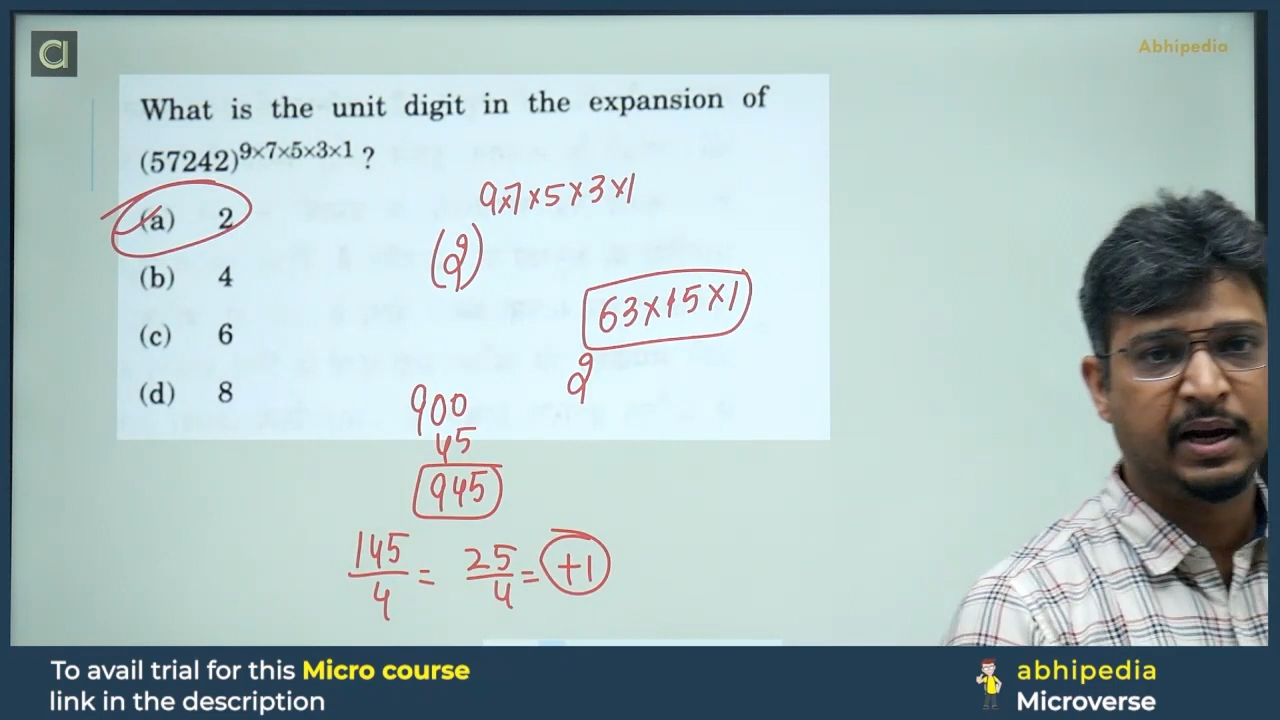 Abhipedia
What is the unit digit in the expansion of
(57242)^9×7×5×3×1 ?
(a) 2
(b) 4
(c) 6
(d) 8
9×7×5×3×1
(2)
63×15×1
2
900
45
945
145/4 = 25/4 = +1
To avail trial for this Micro course
link in the description
abhipedia
Microverse